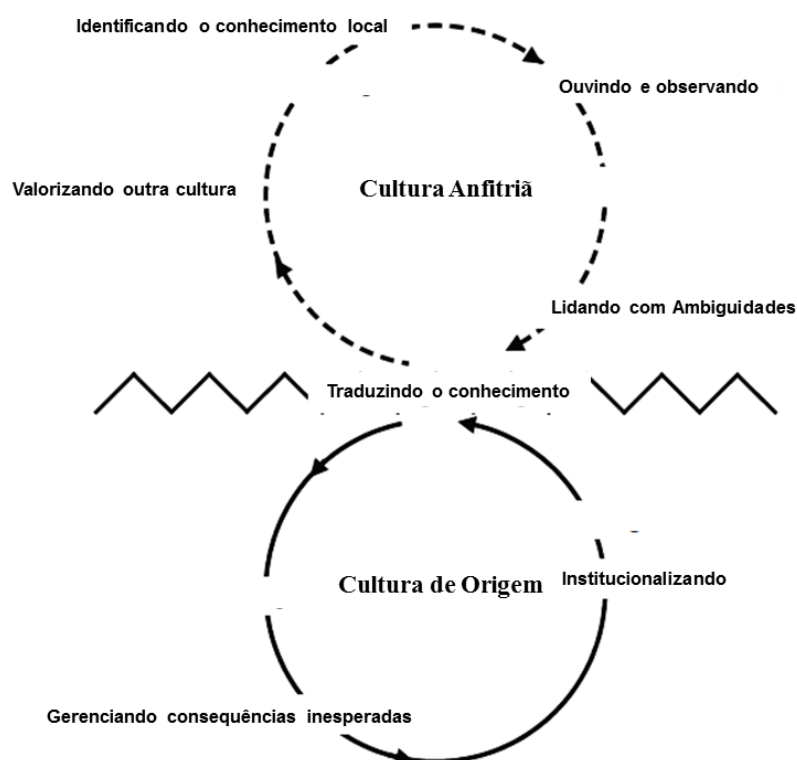 Identificando o conhecimento local
Ouvindo e observando
Valorizando outra cultura
Cultura Anfitriã
Lidando com Ambiguidades
Traduzindo o conhecimento
Cultura de Origem
Institucionalizando
Gerenciando consequências inesperadas